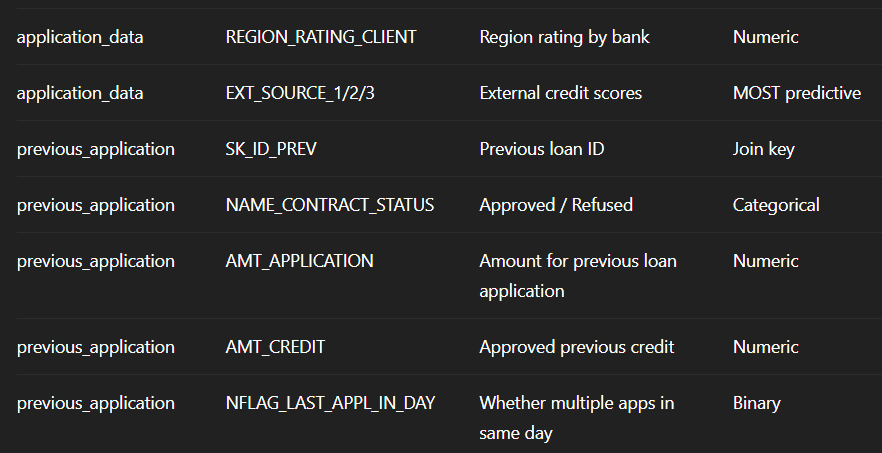 application_data REGION_RATING_CLIENT Region rating by bank Numeric
application_data EXT_SOURCE_1/2/3 External credit scores MOST predictive
previous_application SK_ID_PREV Previous loan ID Join key
previous_application NAME_CONTRACT_STATUS Approved / Refused Categorical
previous_application AMT_APPLICATION Amount for previous loan Numeric
application
previous_application AMT_CREDIT Approved previous credit Numeric
previous_application NFLAG_LAST_APPL_IN_DAY Whether multiple apps in Binary
same day